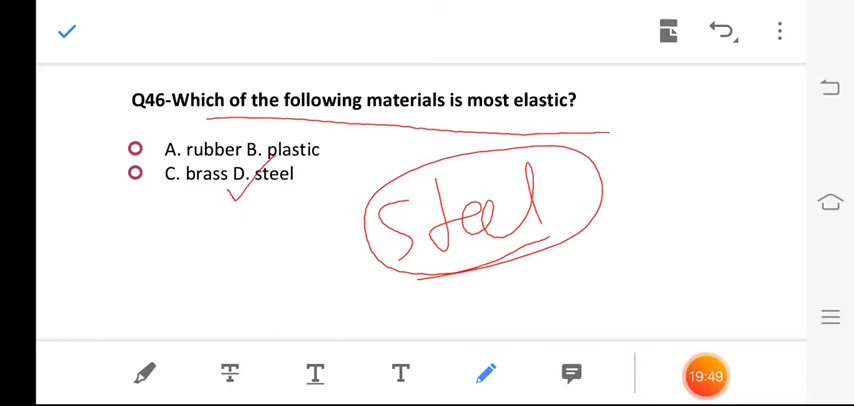 Q46-Which of the following materials is most elastic?
A. rubber B. plastic
C. brass D. steel
steel
T
T
T
19:49